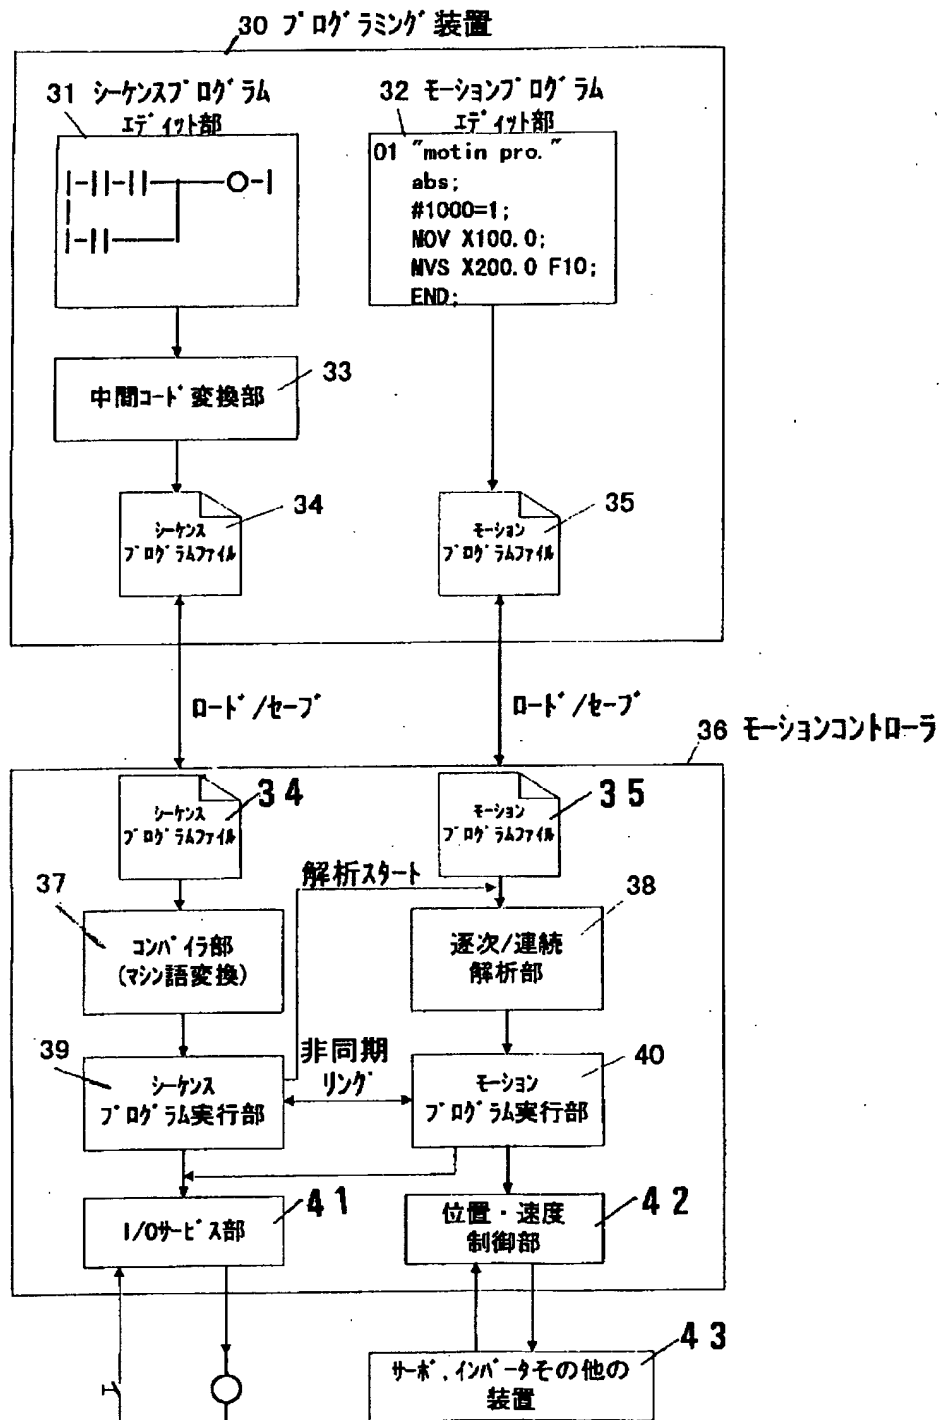 30 プログラミング装置
31 シーケンスプログラム
エディット部
32 モーションプログラム
エディット部
01 "motin pro."
abs;
#1000=1;
MOV X100.0;
MVS X200.0 F10;
END;
中間コード変換部
33
シーケンス
プログラムファイル
34
モーション
プログラムファイル
35
ロード/セーブ
ロード/セーブ
36 モーションコントローラ
シーケンス
プログラムファイル
34
モーション
プログラムファイル
35
解析スタート
37
コンパイラ部
(マシン語変換)
38
逐次/連続
解析部
39
シーケンス
プログラム実行部
非同期
リング
40
モーション
プログラム実行部
I/Oサービス部
41
位置・速度
制御部
42
43
サーボ,インバータその他の
装置